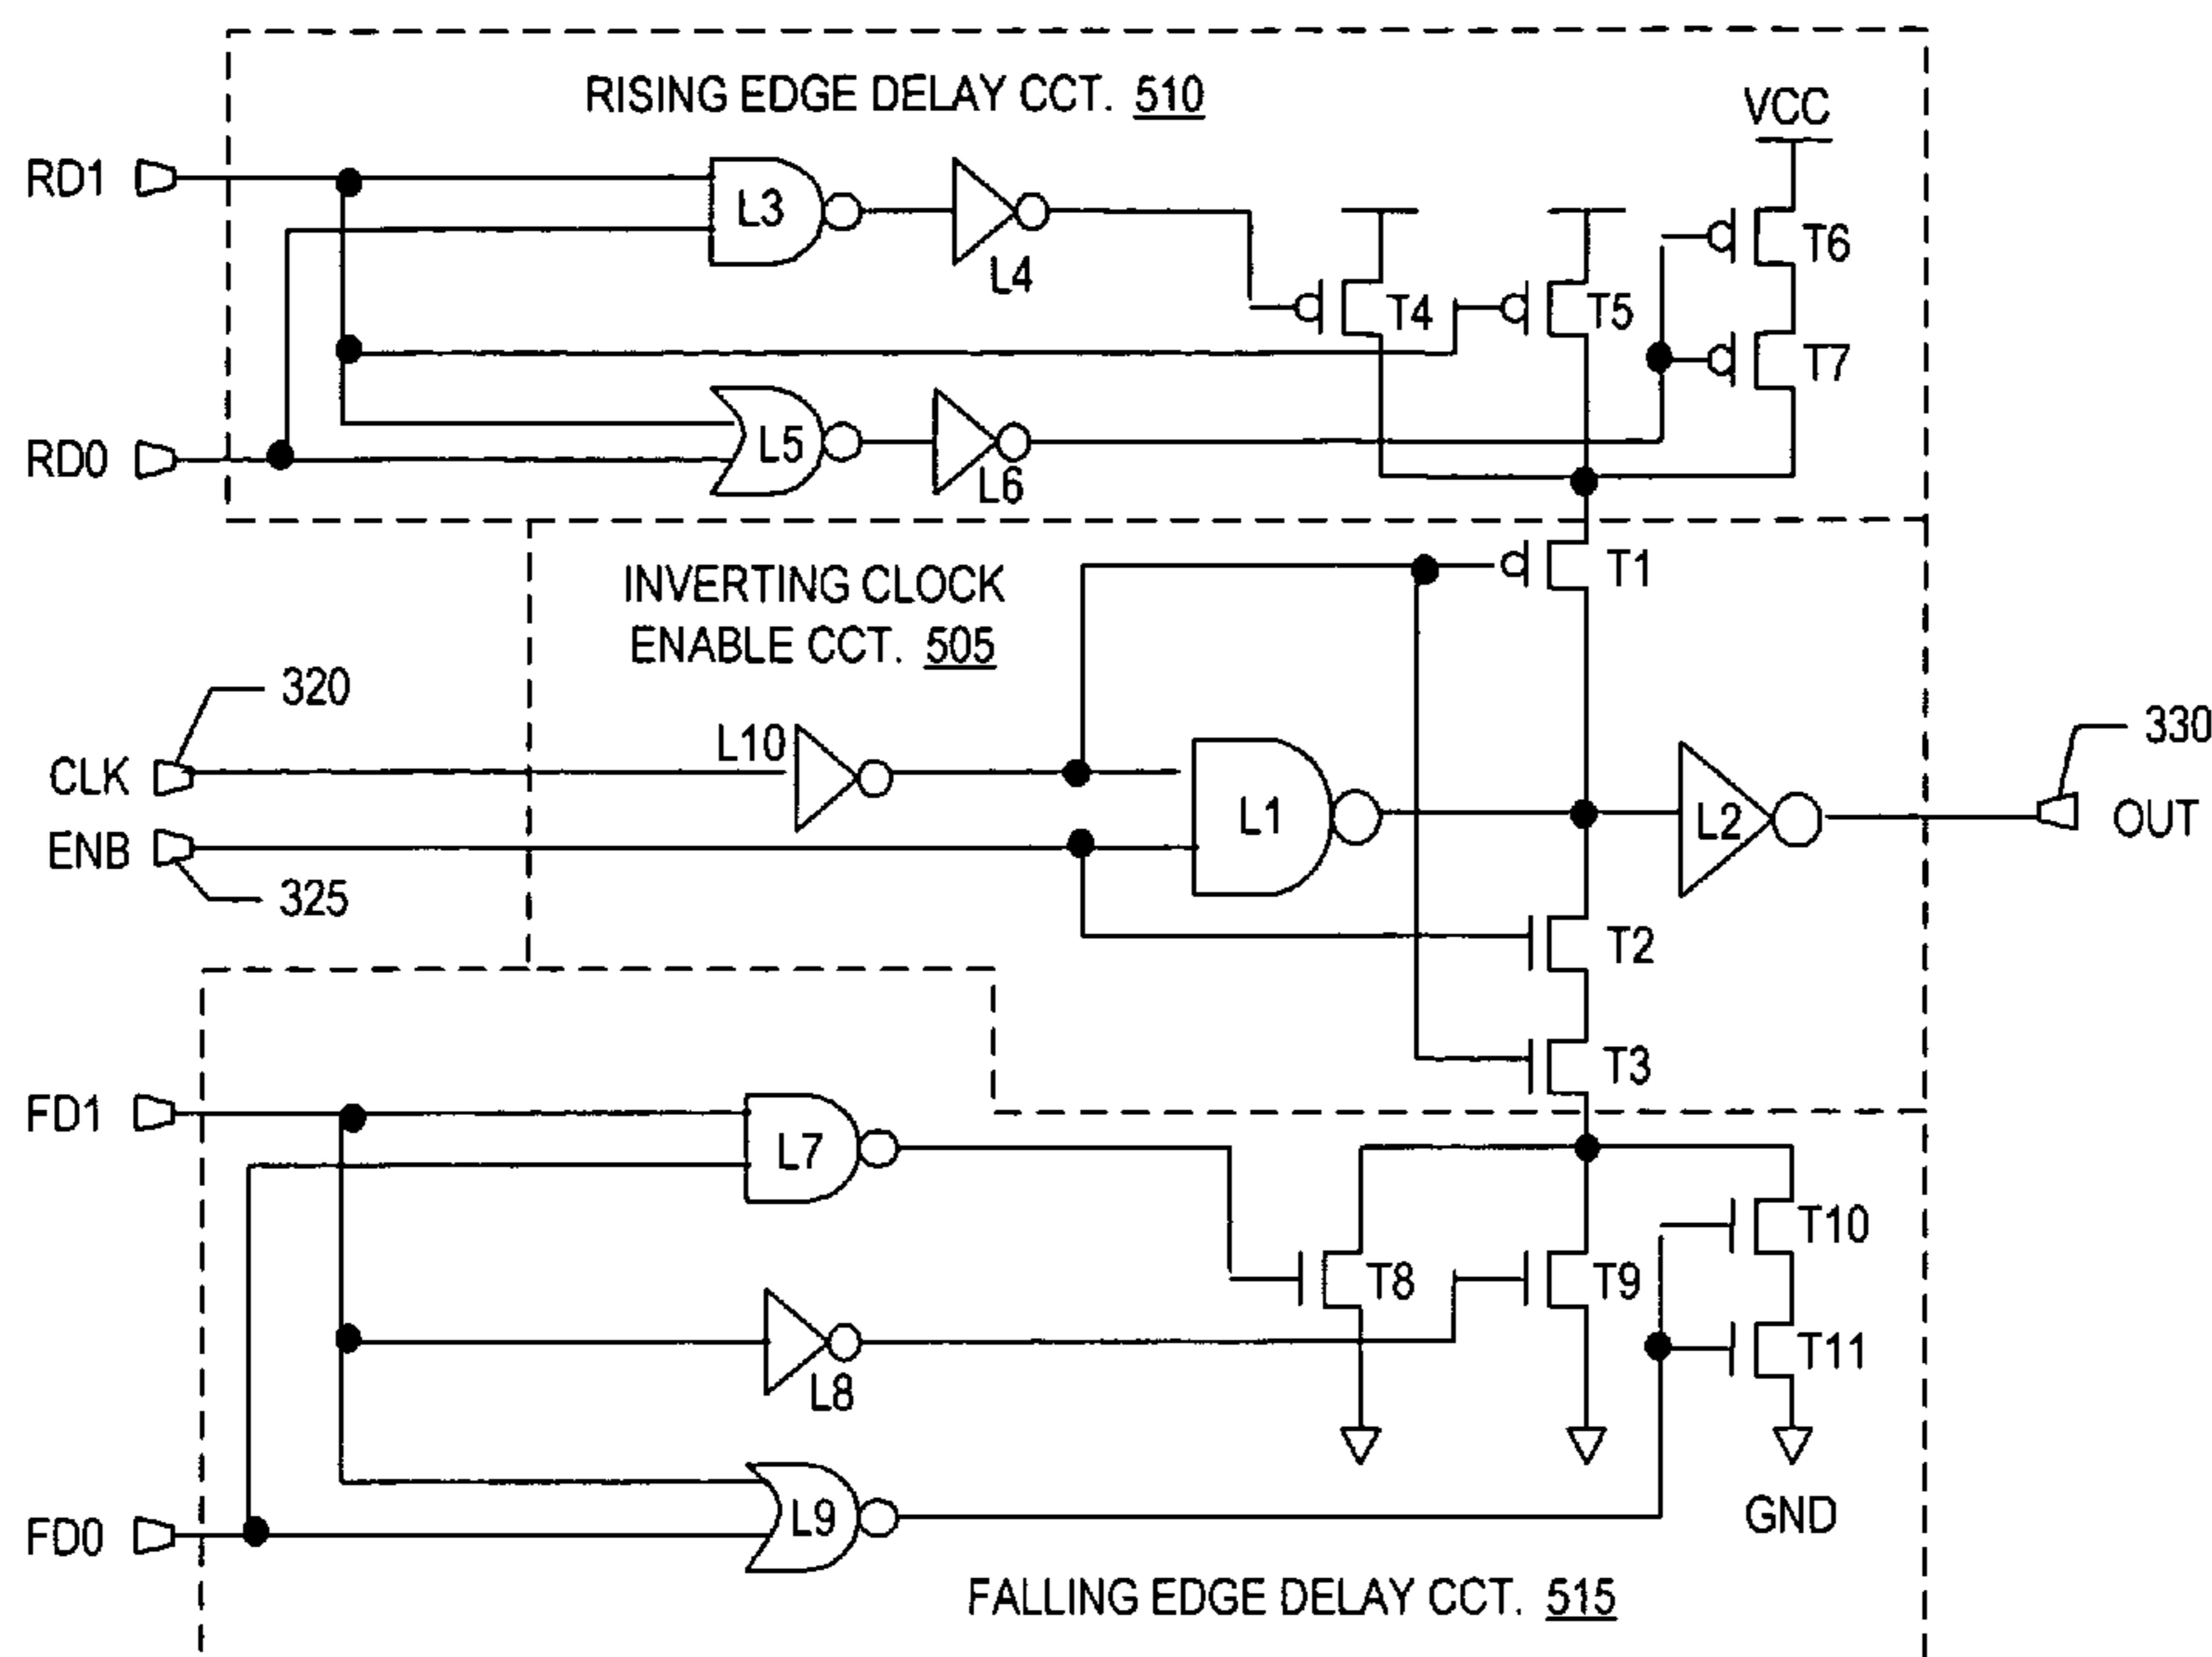 RISING EDGE DELAY CCT. 510
VCC
RD1
L3
L4
T4
T5
T6
T7
RD0
L5
L6
INVERTING CLOCK
ENABLE CCT. 505
T1
320
CLK
L10
L1
L2
330
OUT
ENB
325
T2
T3
FD1
L7
T8
T9
T10
T11
L8
FD0
L9
GND
FALLING EDGE DELAY CCT. 515